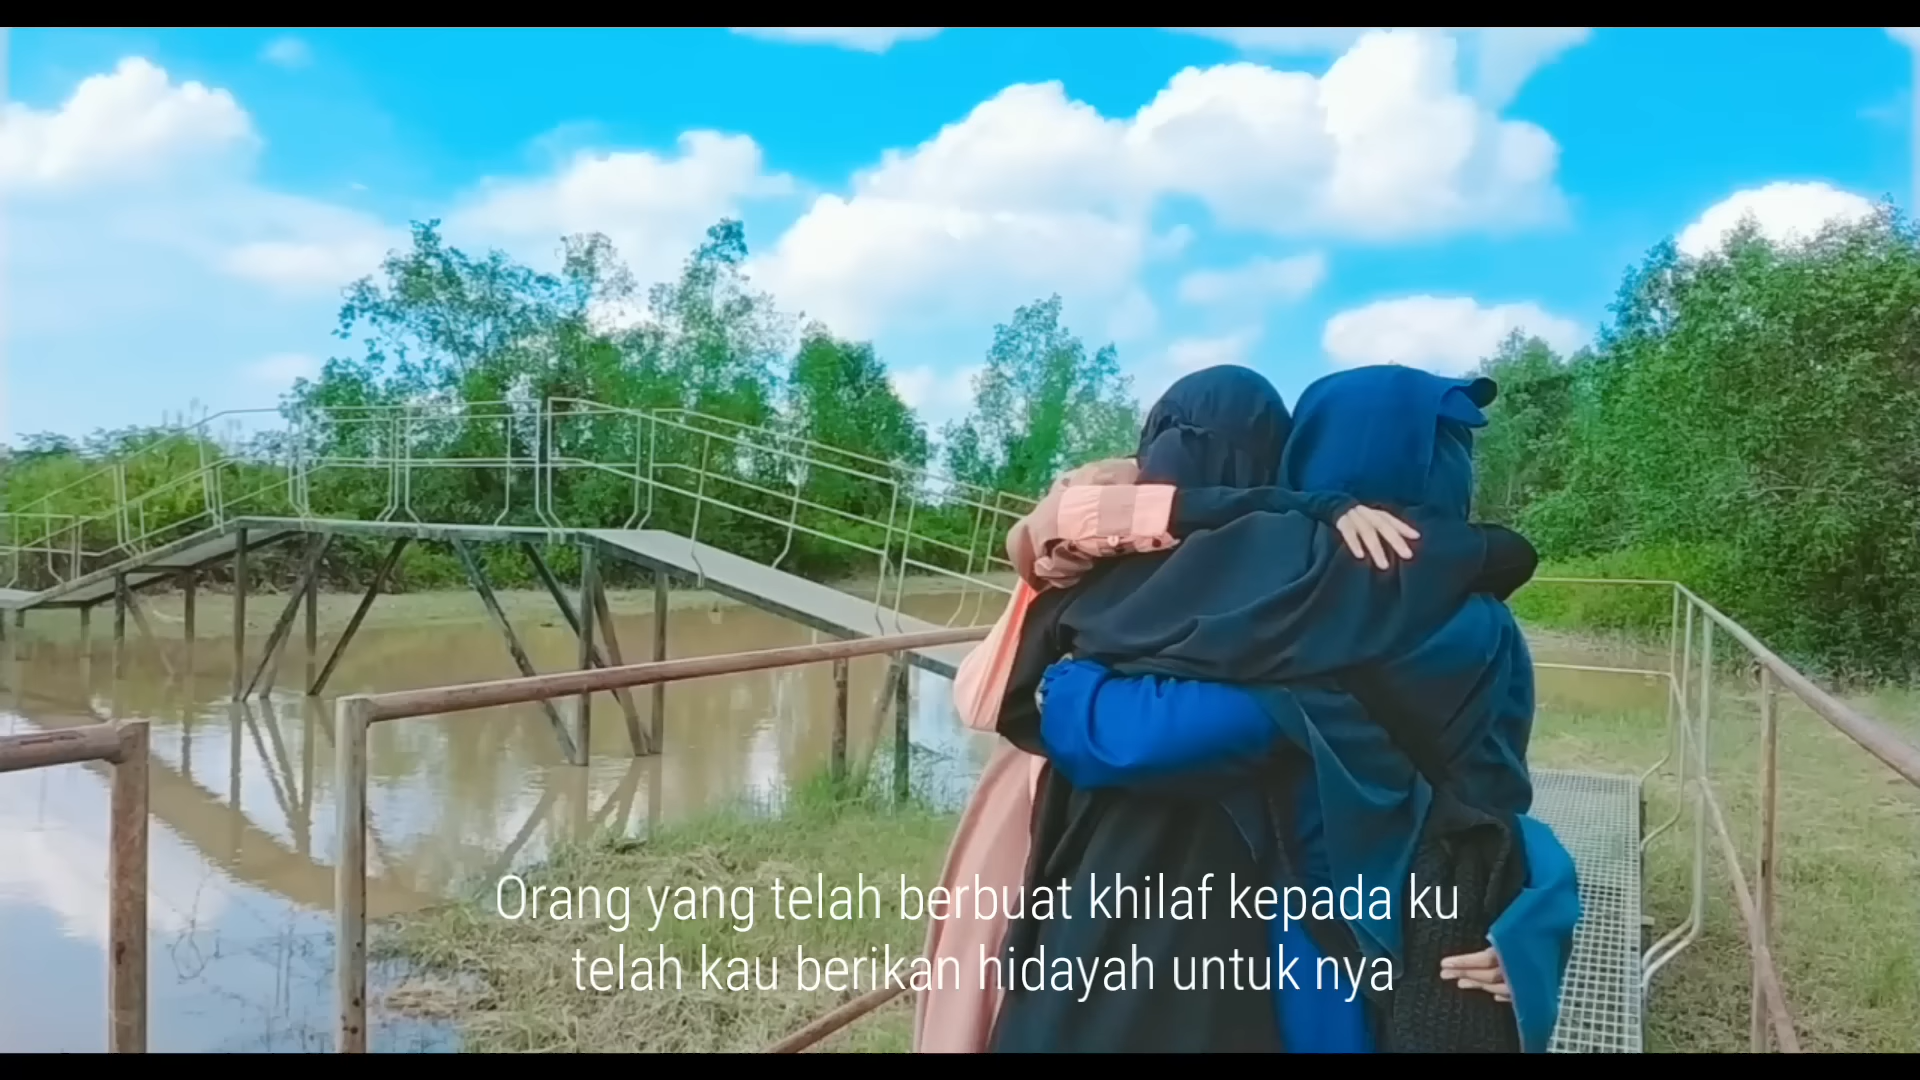 Orang yang telah berbuat khilaf kepada ku
telah kau berikan hidayah untuk nya